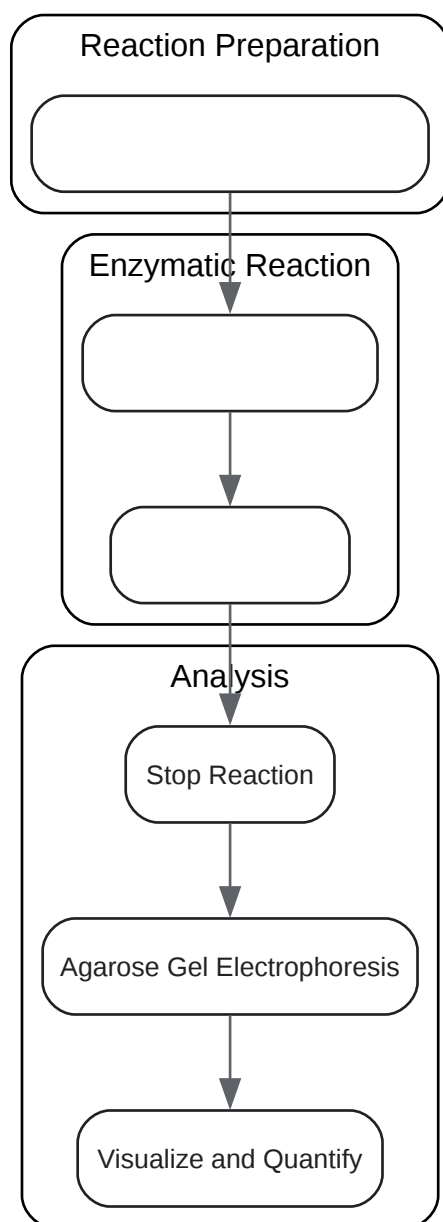 Reaction Preparation
Enzymatic Reaction
Analysis
Stop Reaction
Agarose Gel Electrophoresis
Visualize and Quantify